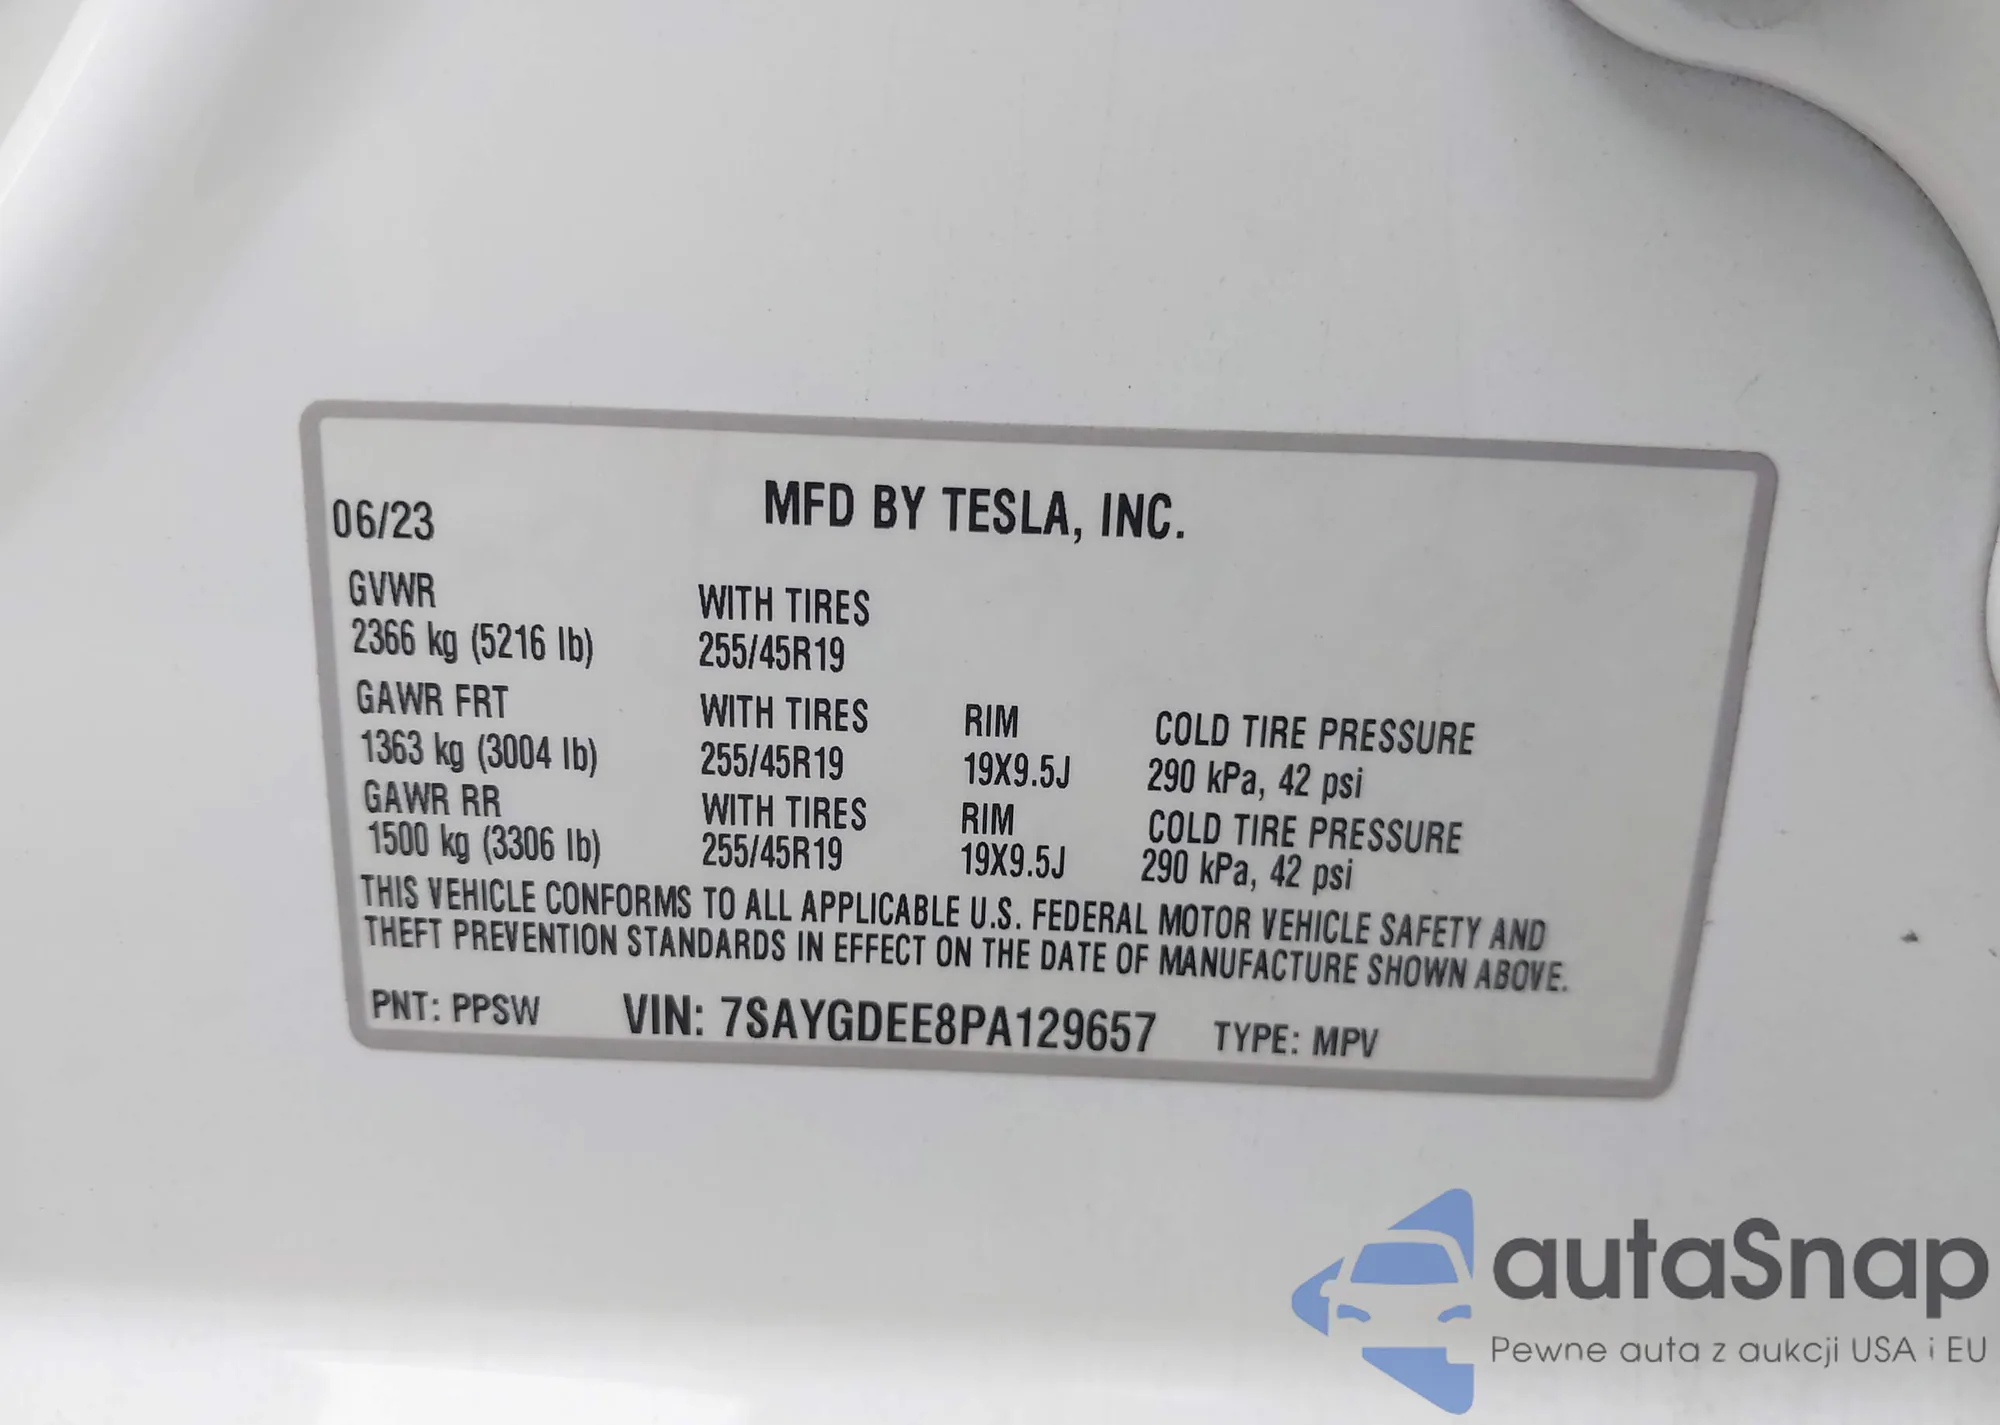 06/23 MFD BY TESLA, INC.
GVWR WITH TIRES
2366 kg (5216 lb) 255/45R19
GAWR FRT WITH TIRES RIM COLD TIRE PRESSURE
1363 kg (3004 lb) 255/45R19 19X9.5J 290 kPa, 42 psi
GAWR RR WITH TIRES RIM COLD TIRE PRESSURE
1500 kg (3306 lb) 255/45R19 19X9.5J 290 kPa, 42 psi
THIS VEHICLE CONFORMS TO ALL APPLICABLE U.S. FEDERAL MOTOR VEHICLE SAFETY AND
THEFT PREVENTION STANDARDS IN EFFECT ON THE DATE OF MANUFACTURE SHOWN ABOVE.
PNT: PPSW VIN: 7SAYGDEE8PA129657 TYPE: MPV
autaSnap
Pewne auta z aukcji USA i EU